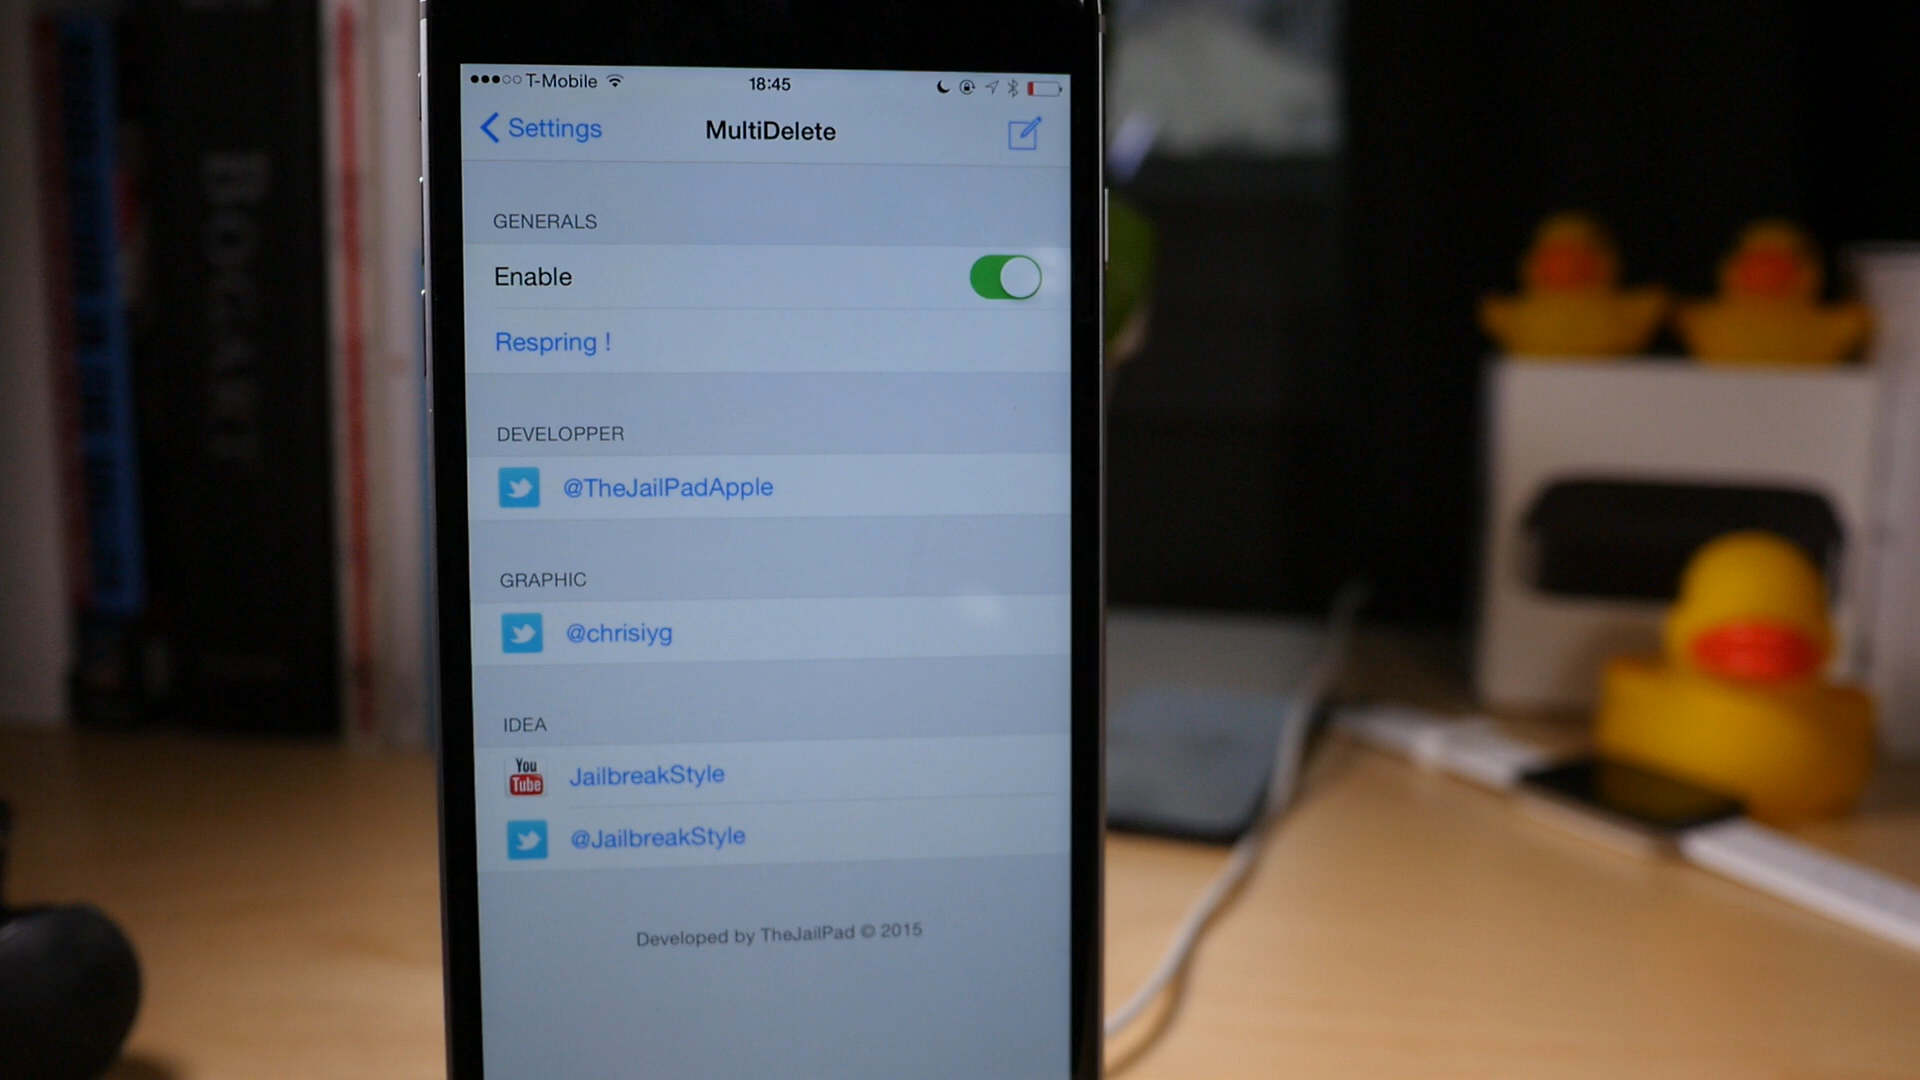 T-Mobile 18:45
Settings MultiDelete
GENERALS
Enable
Respring !
DEVELOPPER
@TheJailPadApple
GRAPHIC
@chrisiyg
IDEA
You
Tube JailbreakStyle
@JailbreakStyle
Developed by TheJailPad © 2015
BOGART